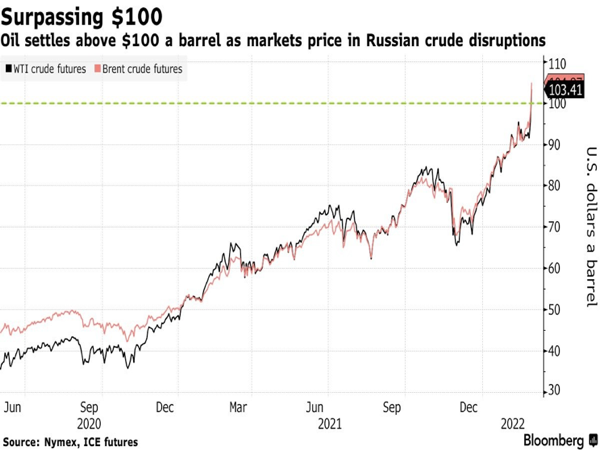 Surpassing $100
Oil settles above $100 a barrel as markets price in Russian crude disruptions
WTI crude futures Brent crude futures
110
103.41
100
90
80
70
60
50
40
30
U.S. dollars a barrel
Jun Sep Dec Mar Jun Sep Dec
2020 2021 2022
Source: Nymex, ICE futures
Bloomberg